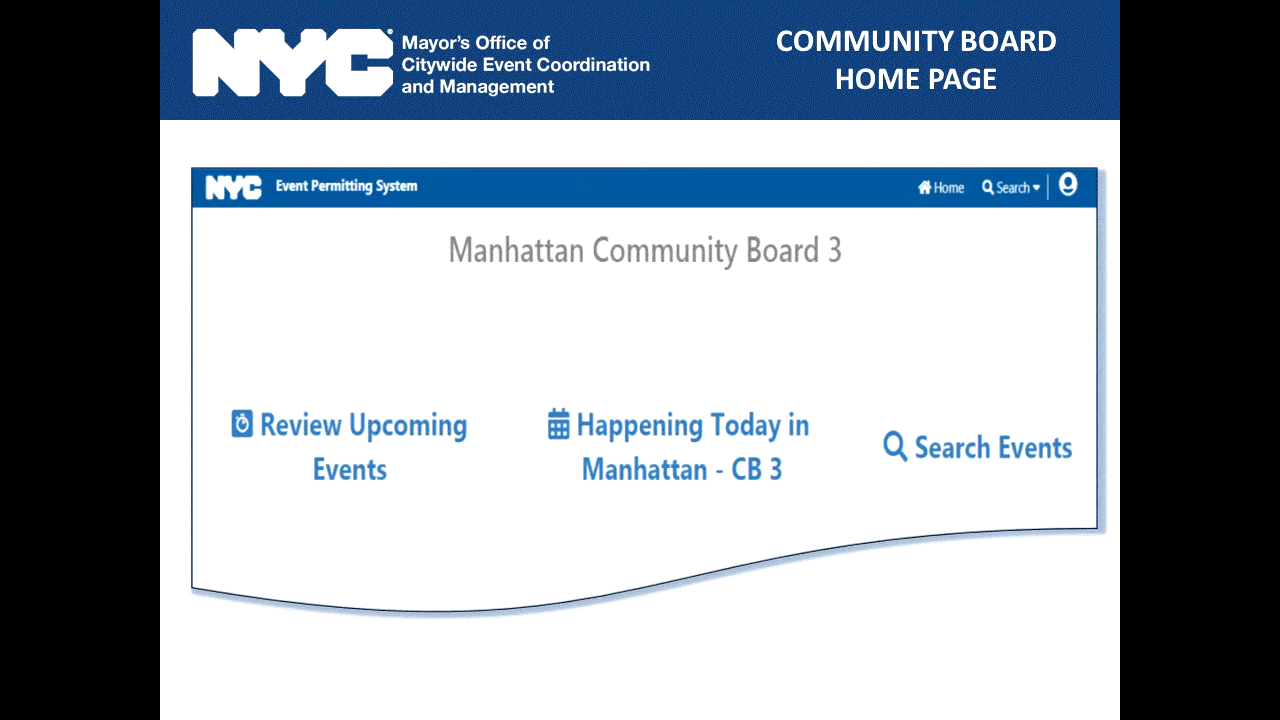 NYC
Mayor's Office of
Citywide Event Coordination
and Management
COMMUNITY BOARD
HOME PAGE
NYC Event Permitting System Home Search
Manhattan Community Board 3
Review Upcoming
Events
Happening Today in
Manhattan - CB 3
Search Events